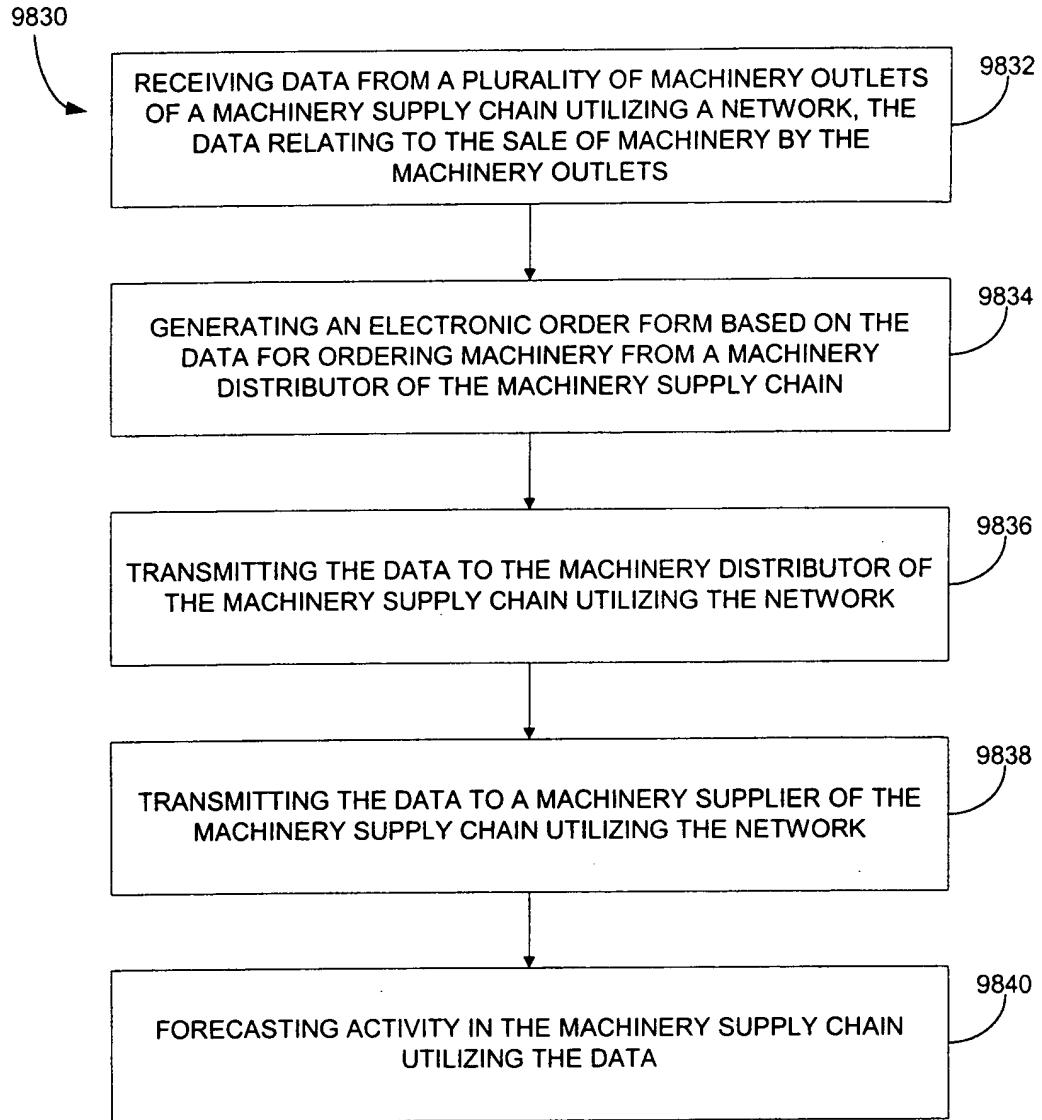 9830
RECEIVING DATA FROM A PLURALITY OF MACHINERY OUTLETS
OF A MACHINERY SUPPLY CHAIN UTILIZING A NETWORK, THE
DATA RELATING TO THE SALE OF MACHINERY BY THE
MACHINERY OUTLETS
9832
GENERATING AN ELECTRONIC ORDER FORM BASED ON THE
DATA FOR ORDERING MACHINERY FROM A MACHINERY
DISTRIBUTOR OF THE MACHINERY SUPPLY CHAIN
9834
TRANSMITTING THE DATA TO THE MACHINERY DISTRIBUTOR OF
THE MACHINERY SUPPLY CHAIN UTILIZING THE NETWORK
9836
TRANSMITTING THE DATA TO A MACHINERY SUPPLIER OF THE
MACHINERY SUPPLY CHAIN UTILIZING THE NETWORK
9838
FORECASTING ACTIVITY IN THE MACHINERY SUPPLY CHAIN
UTILIZING THE DATA
9840